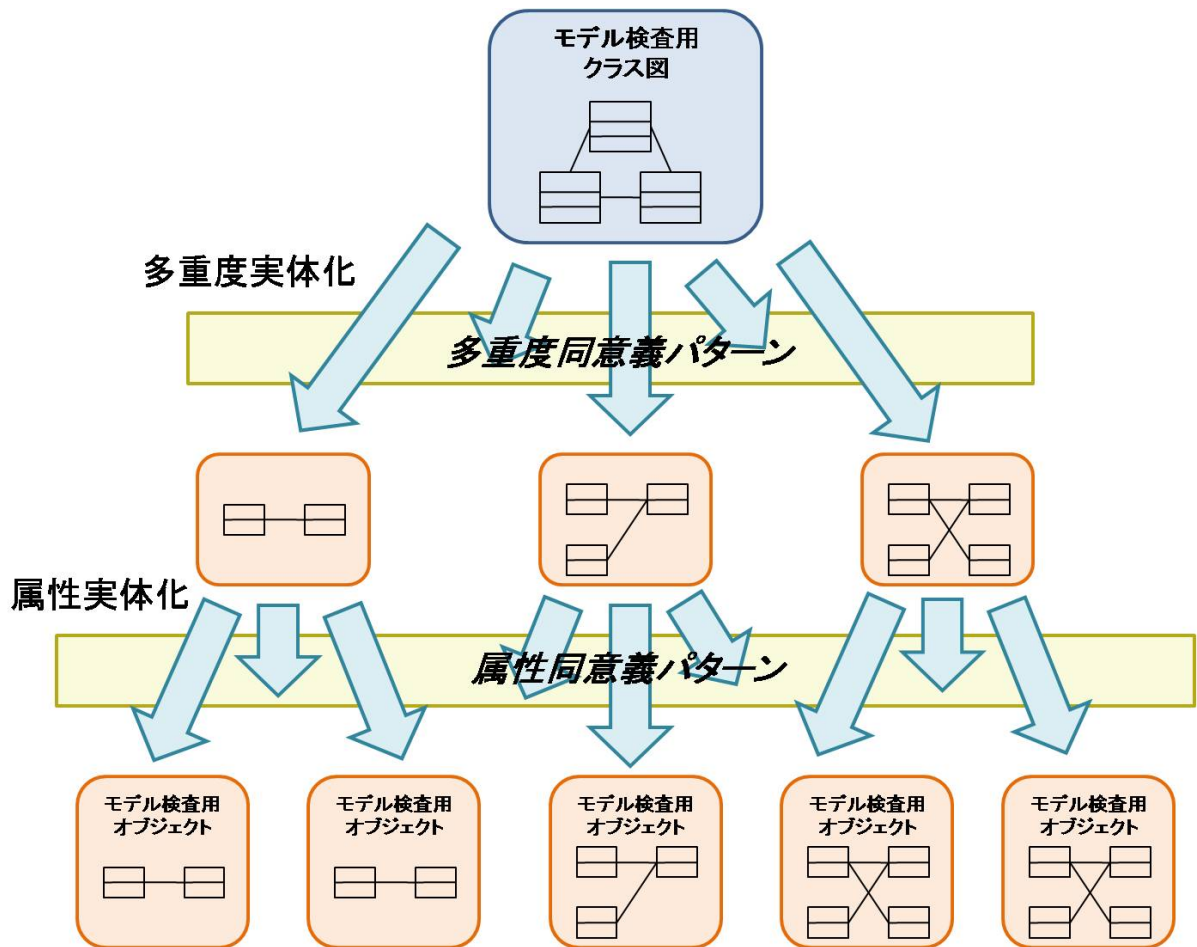 モデル検査用
クラス図
多重度実体化
多重度同意義パターン
属性実体化
属性同意義パターン
モデル検査用
オブジェクト
モデル検査用
オブジェクト
モデル検査用
オブジェクト
モデル検査用
オブジェクト
モデル検査用
オブジェクト